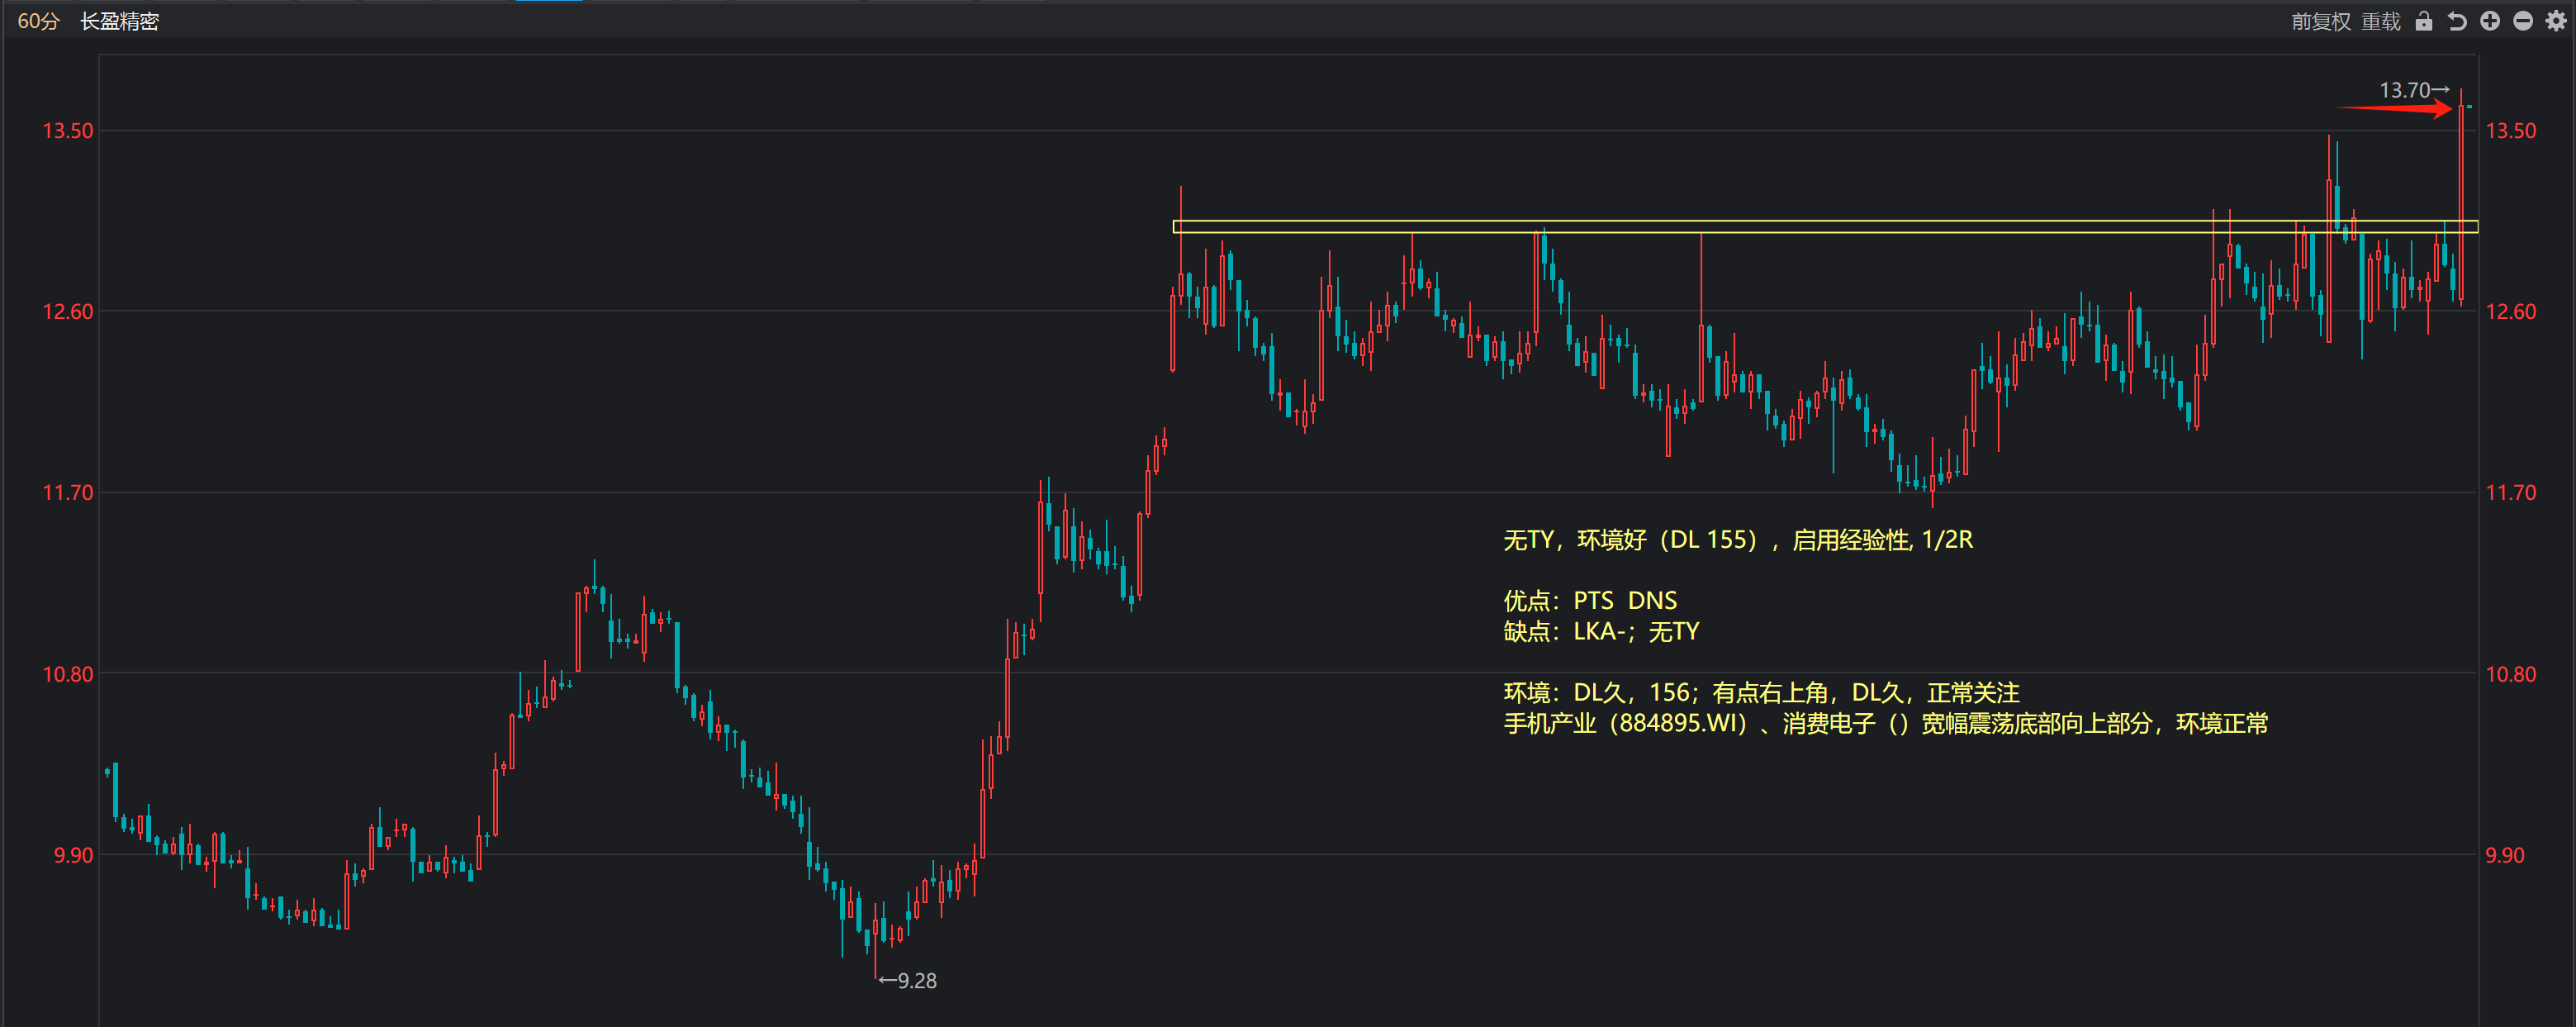 60分 长盈精密 前复权 重载
13.70→
13.50 13.50
12.60 12.60
11.70 11.70
无TY，环境好（DL 155），启用经验性, 1/2R
优点：PTS DNS
缺点：LKA-；无TY
10.80 10.80
环境：DL久，156；有点右上角，DL久，正常关注
手机产业（884895.WI）、消费电子（）宽幅震荡底部向上部分，环境正常
9.90 9.90
←9.28